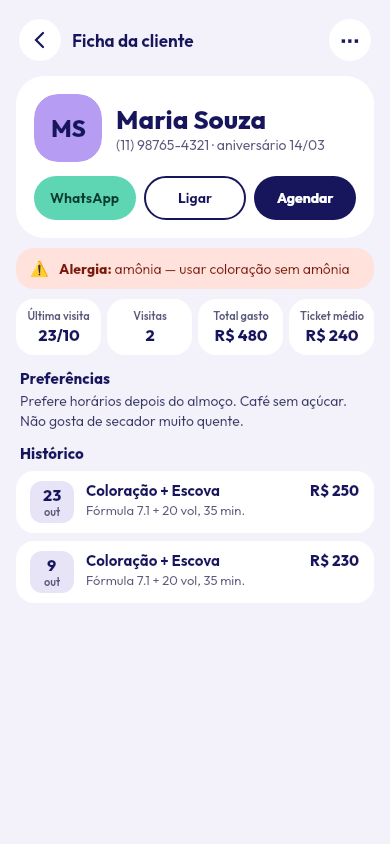 Ficha da cliente
...
MS
Maria Souza
(11) 98765-4321 · aniversário 14/03
WhatsApp
Ligar
Agendar
⚠️ Alergia: amônia — usar coloração sem amônia
Última visita
23/10
Visitas
2
Total gasto
R$ 480
Ticket médio
R$ 240
Preferências
Prefere horários depois do almoço. Café sem açúcar.
Não gosta de secador muito quente.
Histórico
23
out
Coloração + Escova
R$ 250
Fórmula 7.1 + 20 vol, 35 min.
9
out
Coloração + Escova
R$ 230
Fórmula 7.1 + 20 vol, 35 min.